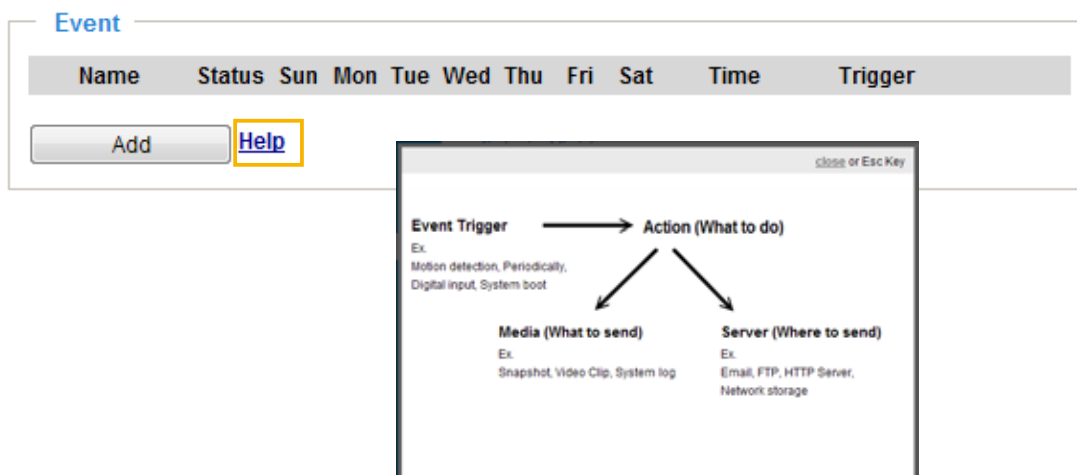 Event
Name Status Sun Mon Tue Wed Thu Fri Sat Time Trigger
Add Help
close or Esc Key
Event Trigger
Ex.
Motion detection, Periodically,
Digital input, System boot
Action (What to do)
Media (What to send)
Ex.
Snapshot, Video Clip, System log
Server (Where to send)
Ex.
Email, FTP, HTTP Server,
Network storage